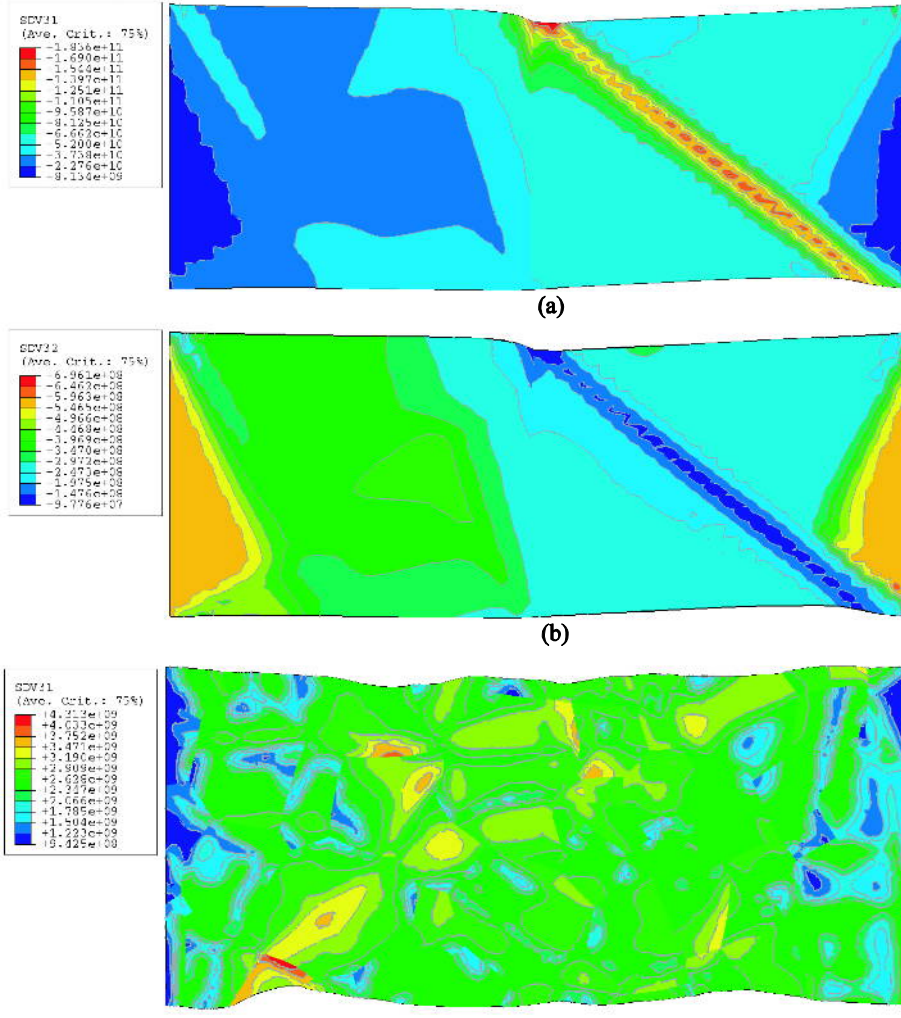 SDV31
(Ave. Crit.: 75%)
-1.836e+11
-1.690e+11
-1.544e+11
-1.397e+11
-1.251e+11
-1.105e+11
-9.587e+10
-8.125e+10
-6.662e+10
-5.200e+10
-3.738e+10
-2.276e+10
-8.134e+09
(a)
SDV32
(Ave. Crit.: 75%)
-6.961e+08
-6.462e+08
-5.963e+08
-5.465e+08
-4.966e+08
-4.468e+08
-3.969e+08
-3.470e+08
-2.972e+08
-2.473e+08
-1.975e+08
-1.476e+08
-9.776e+07
(b)
SDV31
(Ave. Crit.: 75%)
+4.313e+09
+4.033e+09
+3.752e+09
+3.471e+09
+3.190e+09
+2.909e+09
+2.628e+09
+2.347e+09
+2.066e+09
+1.785e+09
+1.504e+09
+1.223e+09
+9.425e+08